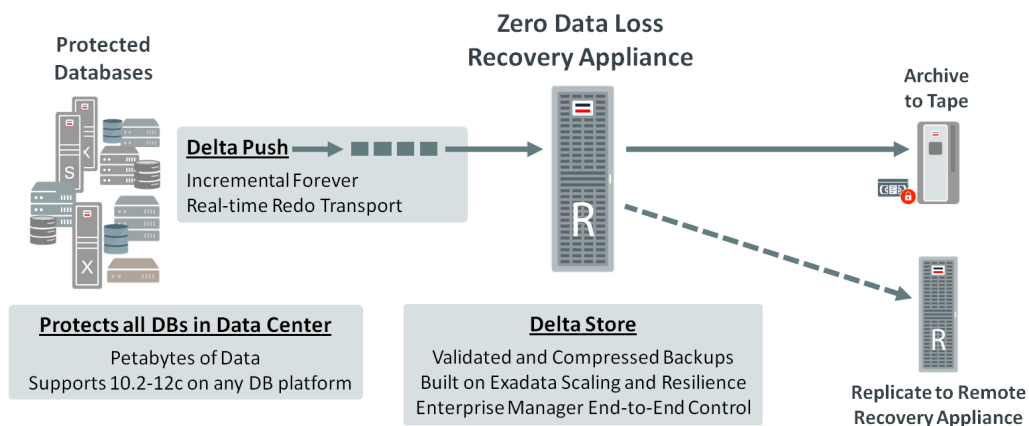 Zero Data Loss
Recovery Appliance
Protected
Databases
Archive
to Tape
Delta Push
Incremental Forever
Real-time Redo Transport
K
S
X
R
R
Protects all DBs in Data Center
Petabytes of Data
Supports 10.2-12c on any DB platform
Delta Store
Validated and Compressed Backups
Built on Exadata Scaling and Resilience
Enterprise Manager End-to-End Control
Replicate to Remote
Recovery Appliance